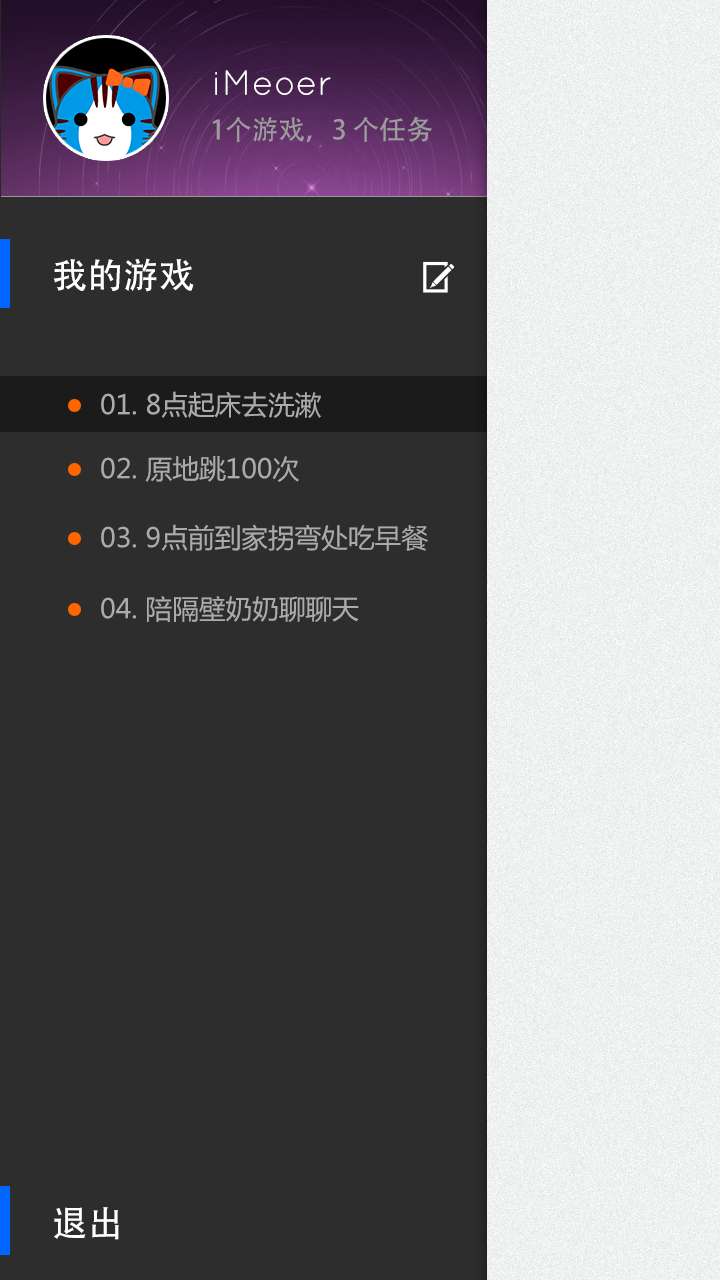 iMeoer
1个游戏，3个任务
我的游戏
01. 8点起床去洗漱
02. 原地跳100次
03. 9点前到家拐弯处吃早餐
04. 陪隔壁奶奶聊聊天
退出